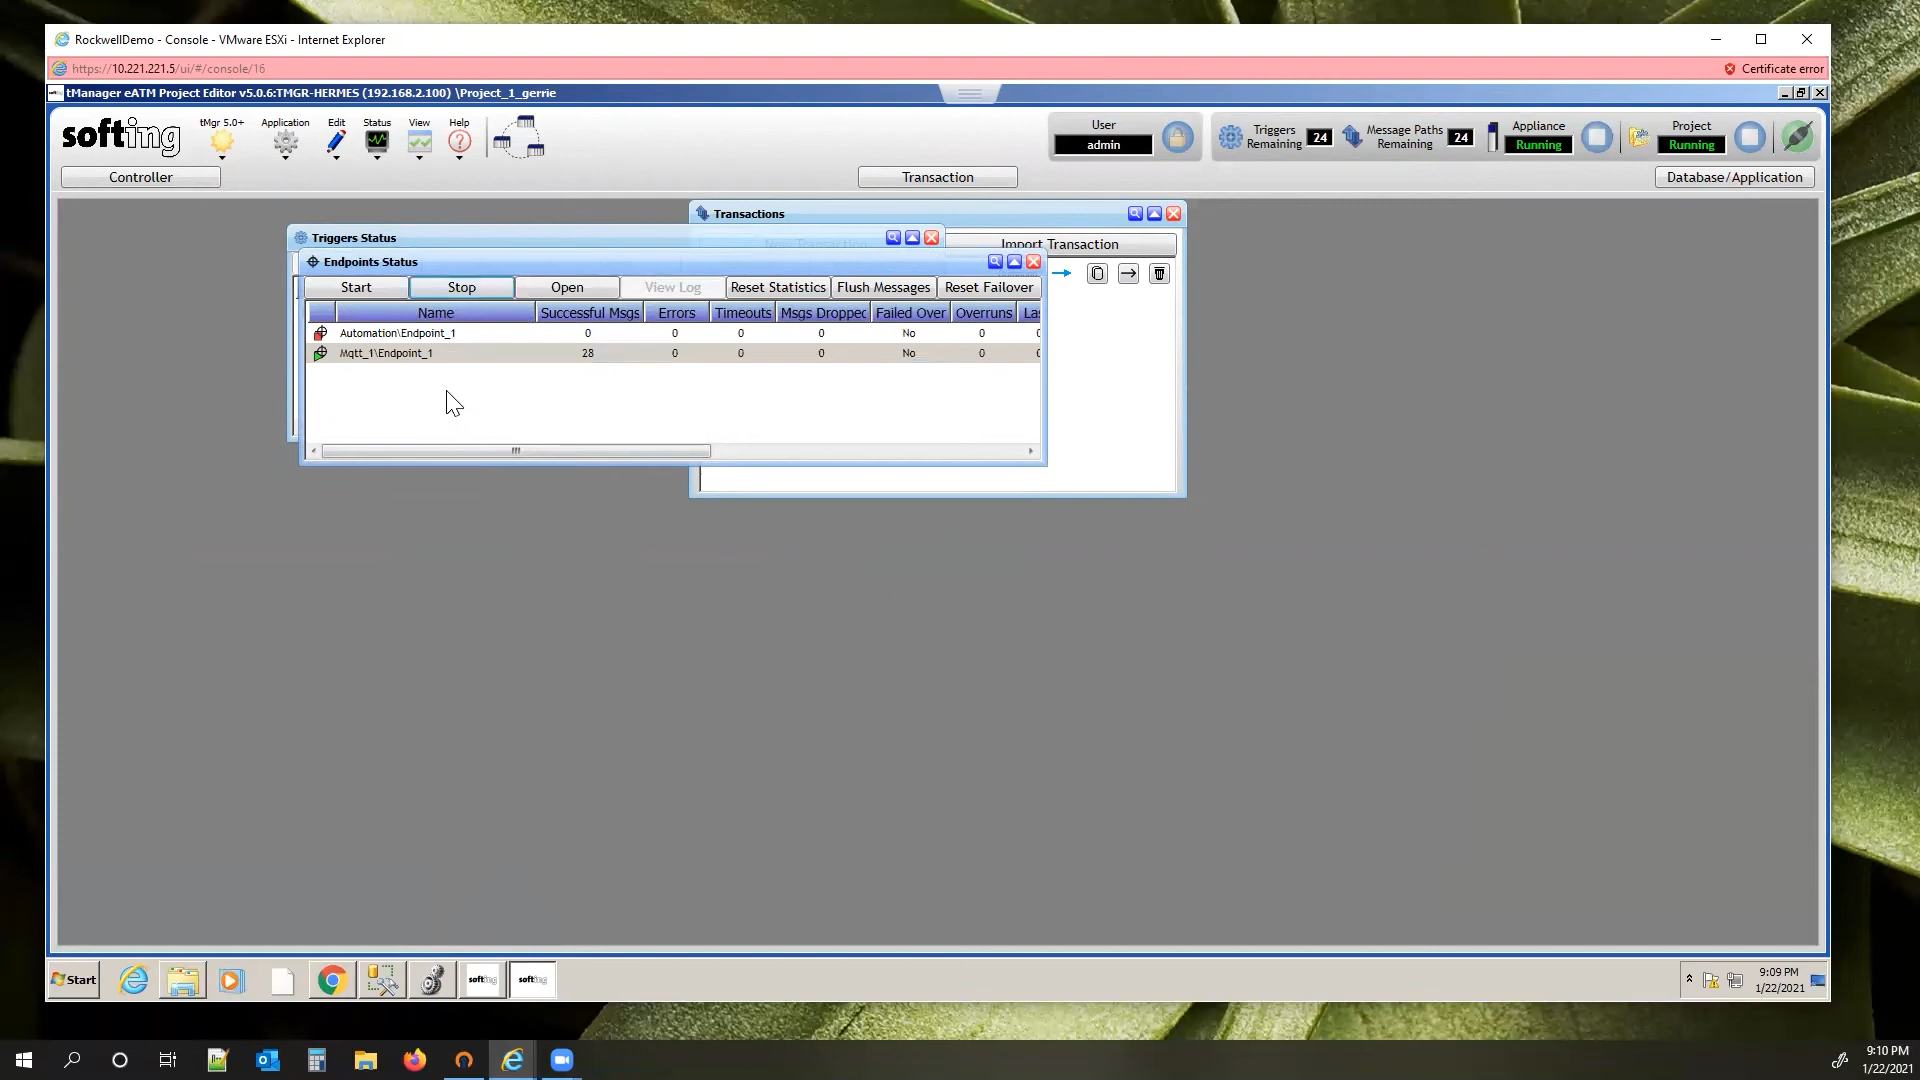 RockwellDemo - Console - VMware ESXi - Internet Explorer
https://10.221.221.5/ui/#/console/16
Certificate error
tManager eATM Project Editor v5.0.6:TMGR-HERMES (192.168.2.100) \Project_1_gerrie
softing
tMgr 5.0+
Application
Edit
Status
View
Help
User
admin
Triggers Remaining 24
Message Paths Remaining 24
Appliance
Running
Project
Running
Controller
Transaction
Database/Application
Transactions
Triggers Status
New Transaction
Import Transaction
Endpoints Status
Start Stop Open View Log Reset Statistics Flush Messages Reset Failover
Name Successful Msgs Errors Timeouts Msgs Dropped Failed Over Overruns
Automation\Endpoint_1 0 0 0 0 No 0
Mqtt_1\Endpoint_1 28 0 0 0 No 0
Start
softing
softing
9:09 PM
1/22/2021
9:10 PM
1/22/2021